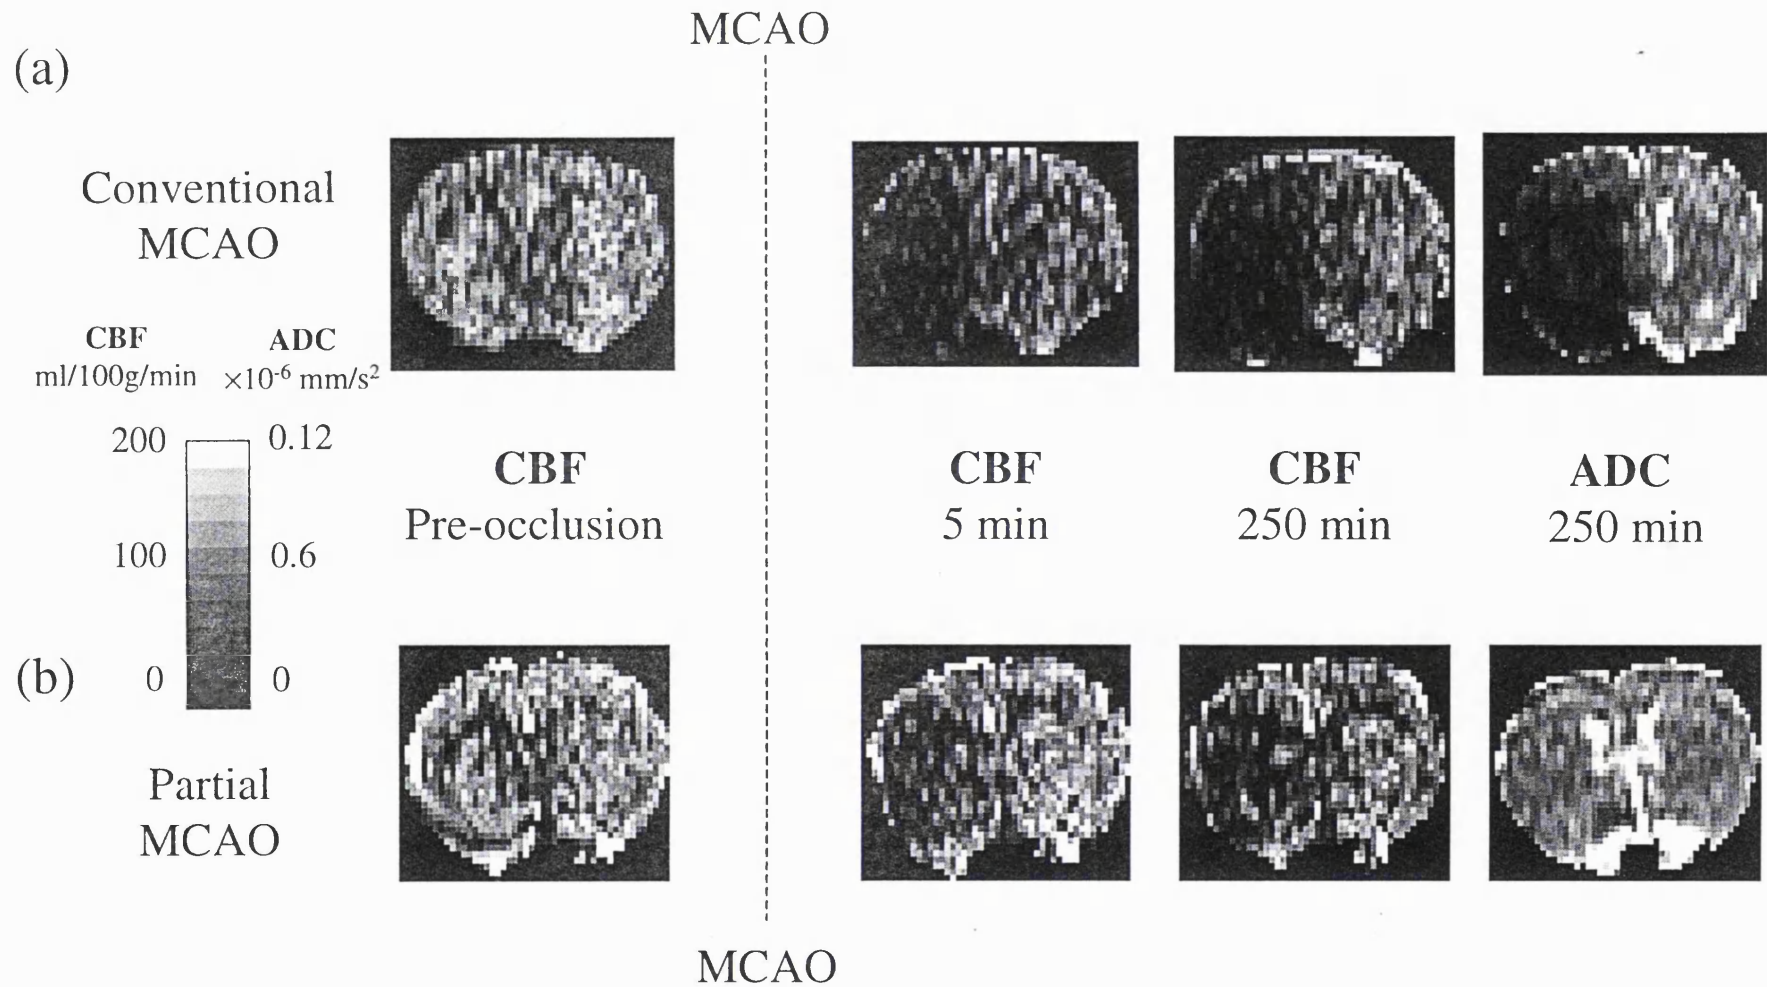 MCAO
(a)
Conventional
MCAO
CBF ADC
ml/100g/min ×10⁻⁶ mm/s²
200 0.12
100 0.6
0 0
CBF
Pre-occlusion
CBF
5 min
CBF
250 min
ADC
250 min
(b)
Partial
MCAO
MCAO